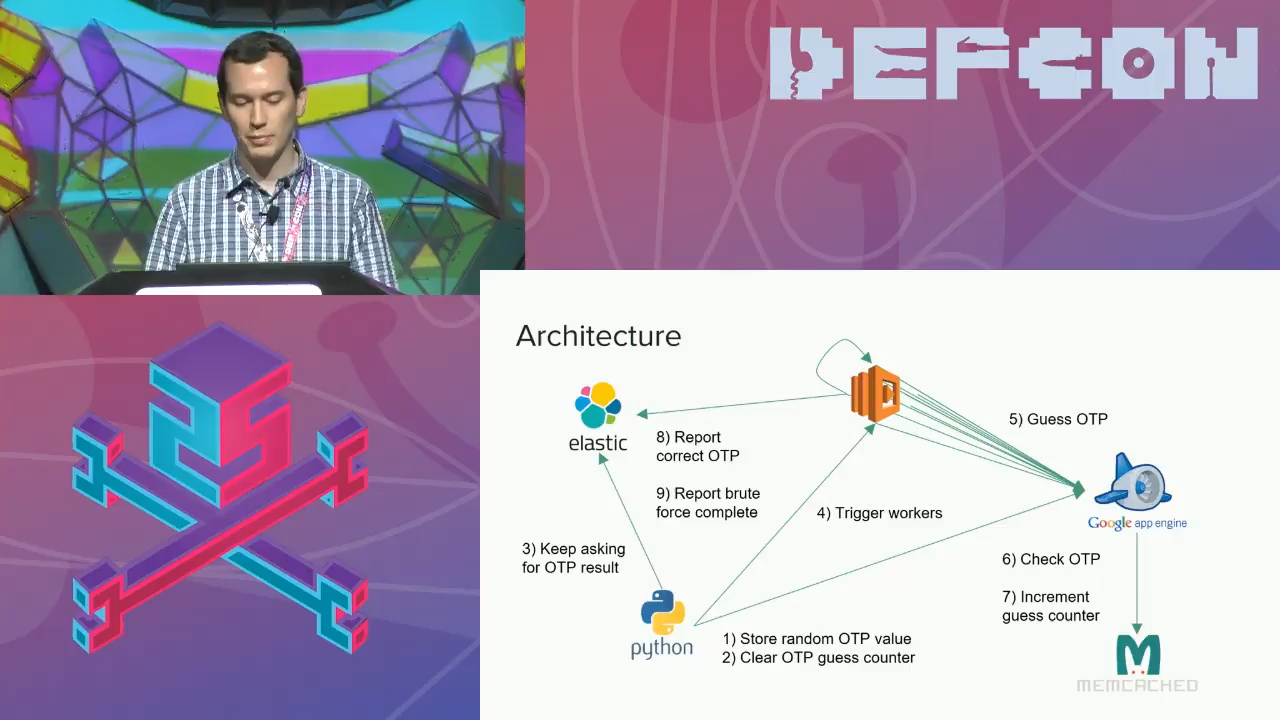 DEFCON
Architecture
elastic
8) Report
correct OTP
9) Report brute
force complete
5) Guess OTP
Google app engine
4) Trigger workers
3) Keep asking
for OTP result
6) Check OTP
7) Increment
guess counter
python
1) Store random OTP value
2) Clear OTP guess counter
MEMCACHED